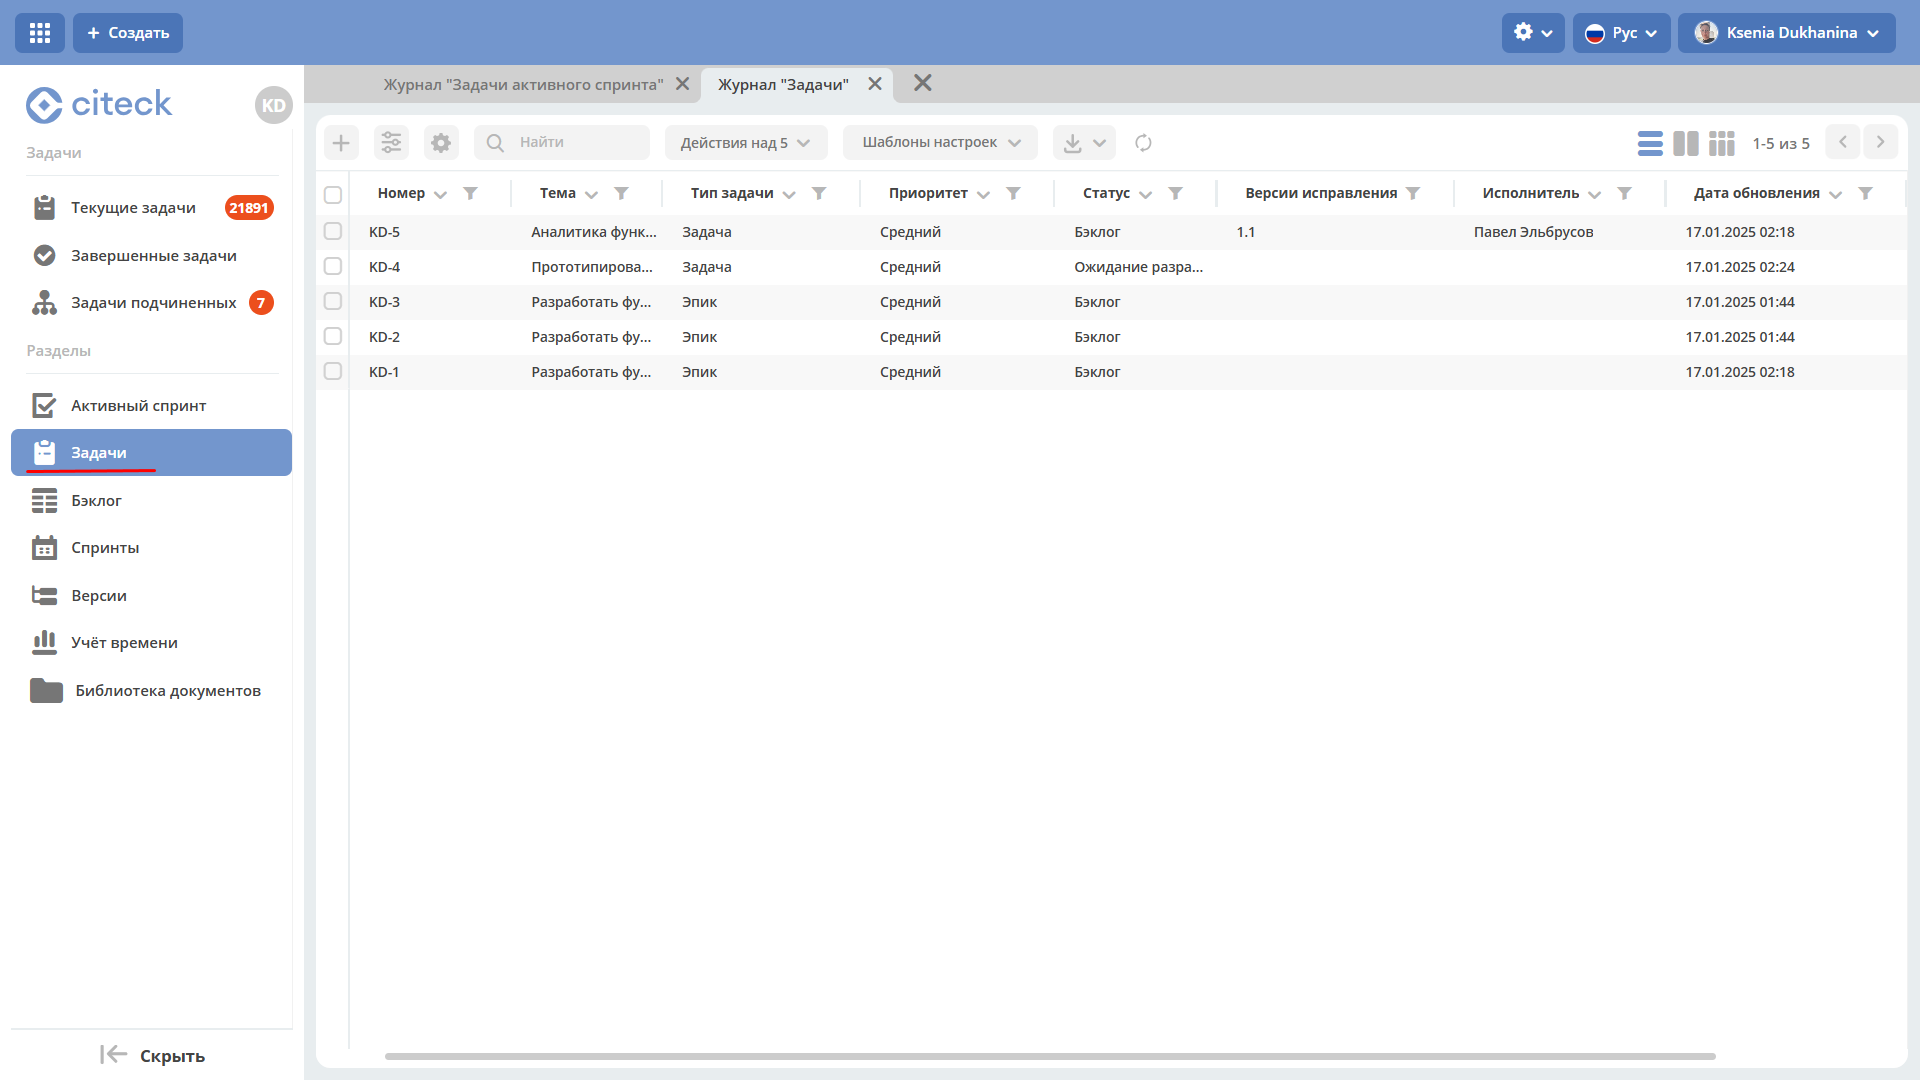 + Создать
Рус
Ksenia Dukhanina
citeck
KD
Журнал "Задачи активного спринта"
Журнал "Задачи"
Задачи
Текущие задачи 21891
Завершенные задачи
Задачи подчиненных 7
Разделы
Активный спринт
Задачи
Бэклог
Спринты
Версии
Учёт времени
Библиотека документов
Скрыть
Найти
Действия над 5
Шаблоны настроек
1-5 из 5
Номер Тема Тип задачи Приоритет Статус Версии исправления Исполнитель Дата обновления
KD-5 Аналитика функ... Задача Средний Бэклог 1.1 Павел Эльбрусов 17.01.2025 02:18
KD-4 Прототипирова... Задача Средний Ожидание разра... 17.01.2025 02:24
KD-3 Разработать фу... Эпик Средний Бэклог 17.01.2025 01:44
KD-2 Разработать фу... Эпик Средний Бэклог 17.01.2025 01:44
KD-1 Разработать фу... Эпик Средний Бэклог 17.01.2025 02:18